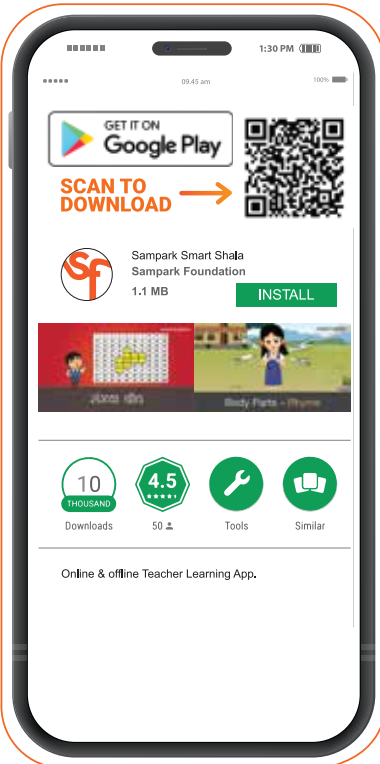 1:30 PM
09.45 am
100%
GET IT ON
Google Play
SCAN TO
DOWNLOAD
Sf
Sampark Smart Shala
Sampark Foundation
1.1 MB
INSTALL
Body Parts - Rhyme
10
THOUSAND
4.5
Downloads
50
Tools
Similar
Online & offline Teacher Learning App.